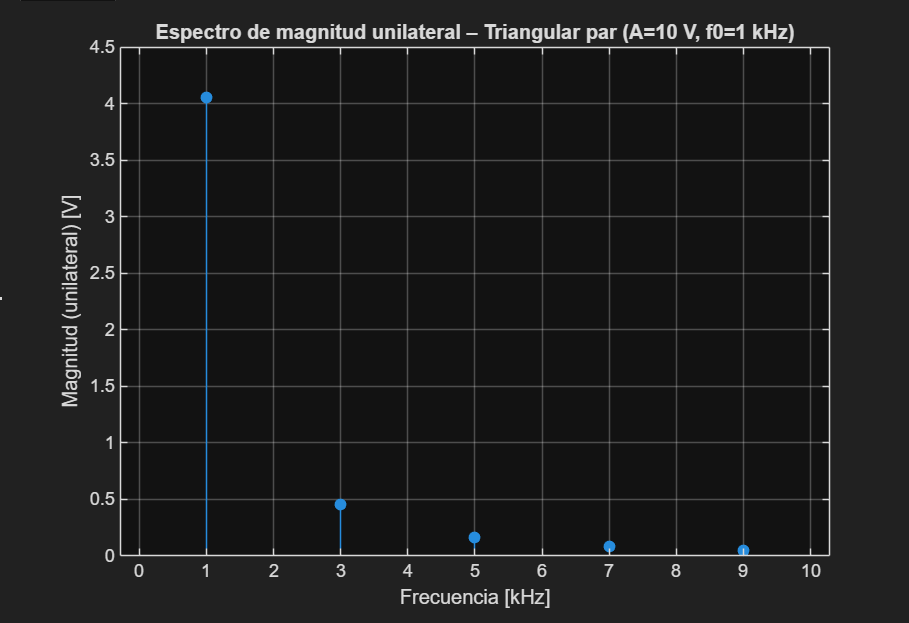 Espectro de magnitud unilateral – Triangular par (A=10 V, f0=1 kHz)
4.5
4
3.5
3
2.5
2
1.5
1
0.5
0
Magnitud (unilateral) [V]
0 1 2 3 4 5 6 7 8 9 10
Frecuencia [kHz]